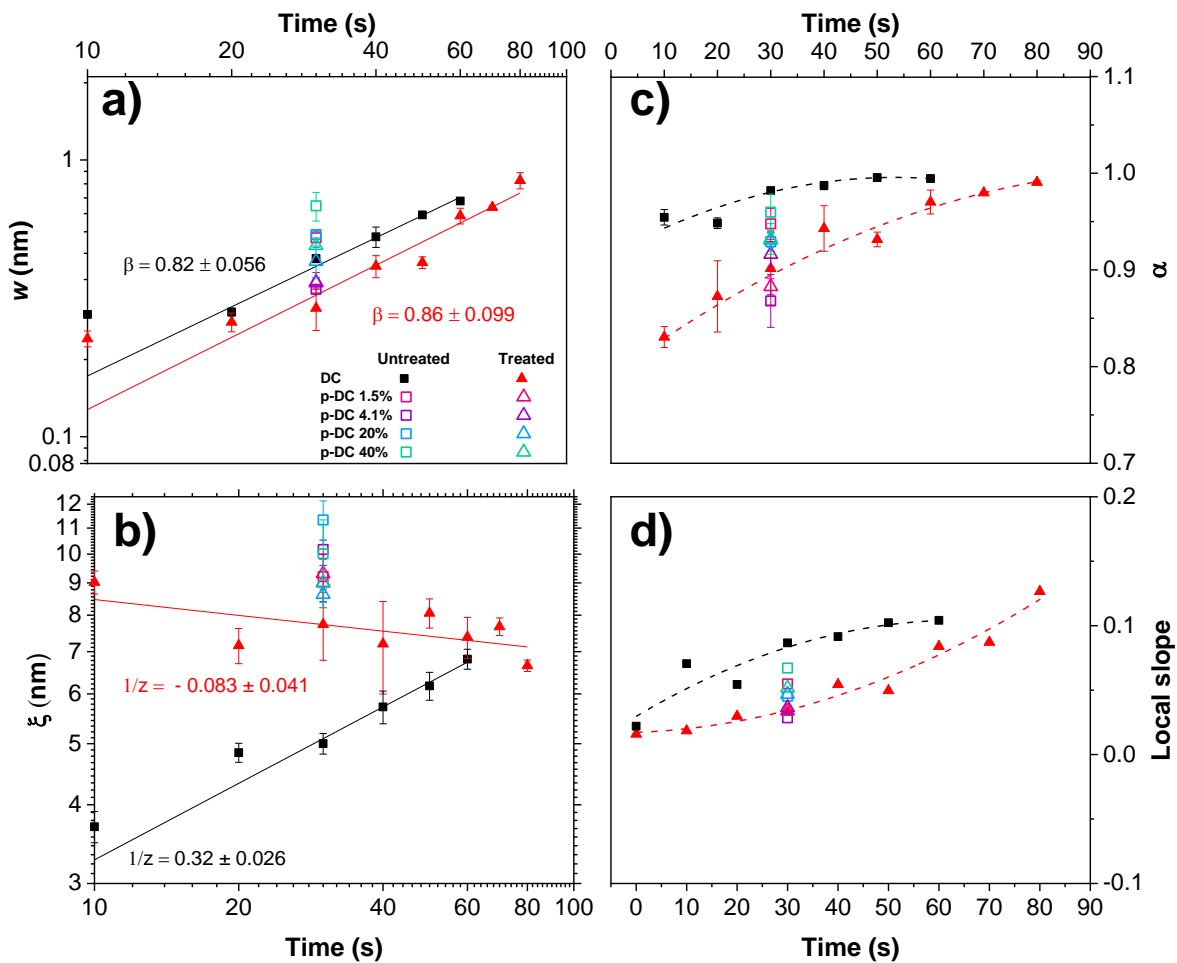 Time (s)
Time (s)
10 20 40 60 80 100
0 10 20 30 40 50 60 70 80 90
a)
c)
1
0.1
0.08
w (nm)
β = 0.82 ± 0.056
β = 0.86 ± 0.099
Untreated Treated
DC
p-DC 1.5%
p-DC 4.1%
p-DC 20%
p-DC 40%
1.1
1.0
0.9
0.8
0.7
α
b)
d)
12
11
10
9
8
7
6
5
4
3
ξ (nm)
1/z = - 0.083 ± 0.041
1/z = 0.32 ± 0.026
0.2
0.1
0.0
-0.1
Local slope
10 20 40 60 80 100
0 10 20 30 40 50 60 70 80 90
Time (s)
Time (s)